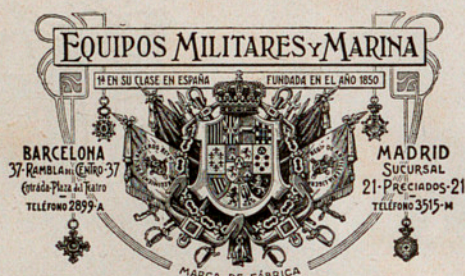 EQUIPOS MILITARES Y MARINA
1ª EN SU CLASE EN ESPAÑA FUNDADA EN EL AÑO 1850
BARCELONA
37-RAMBLA DEL CENTRO-37
Entrada-Plaza del Teatro
TELÉFONO 2899-A
MADRID
SUCURSAL
21-PRECIADOS-21
TELÉFONO 3515-M
MARCA DE FÁBRICA